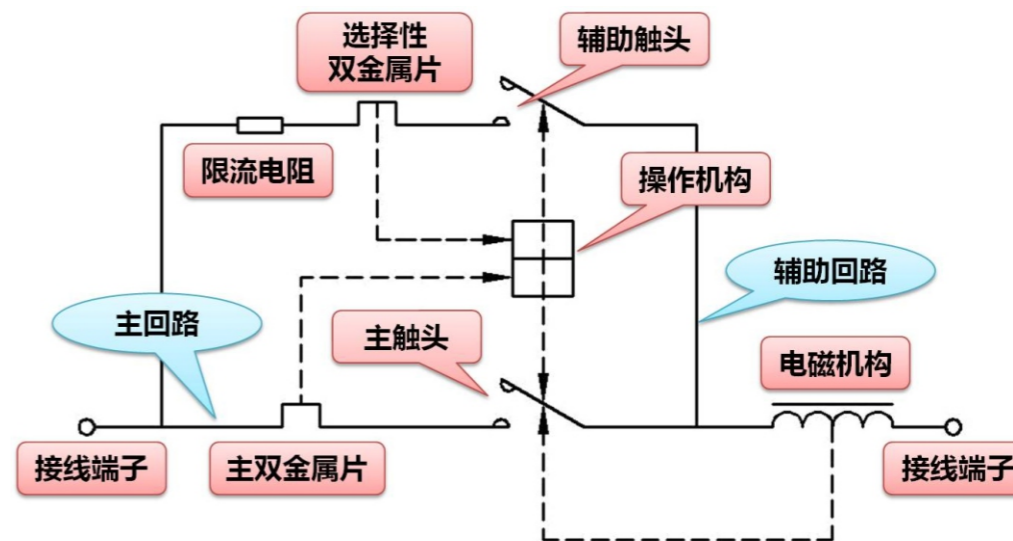 选择性
双金属片
辅助触头
限流电阻
操作机构
主回路
辅助回路
主触头
电磁机构
接线端子
主双金属片
接线端子